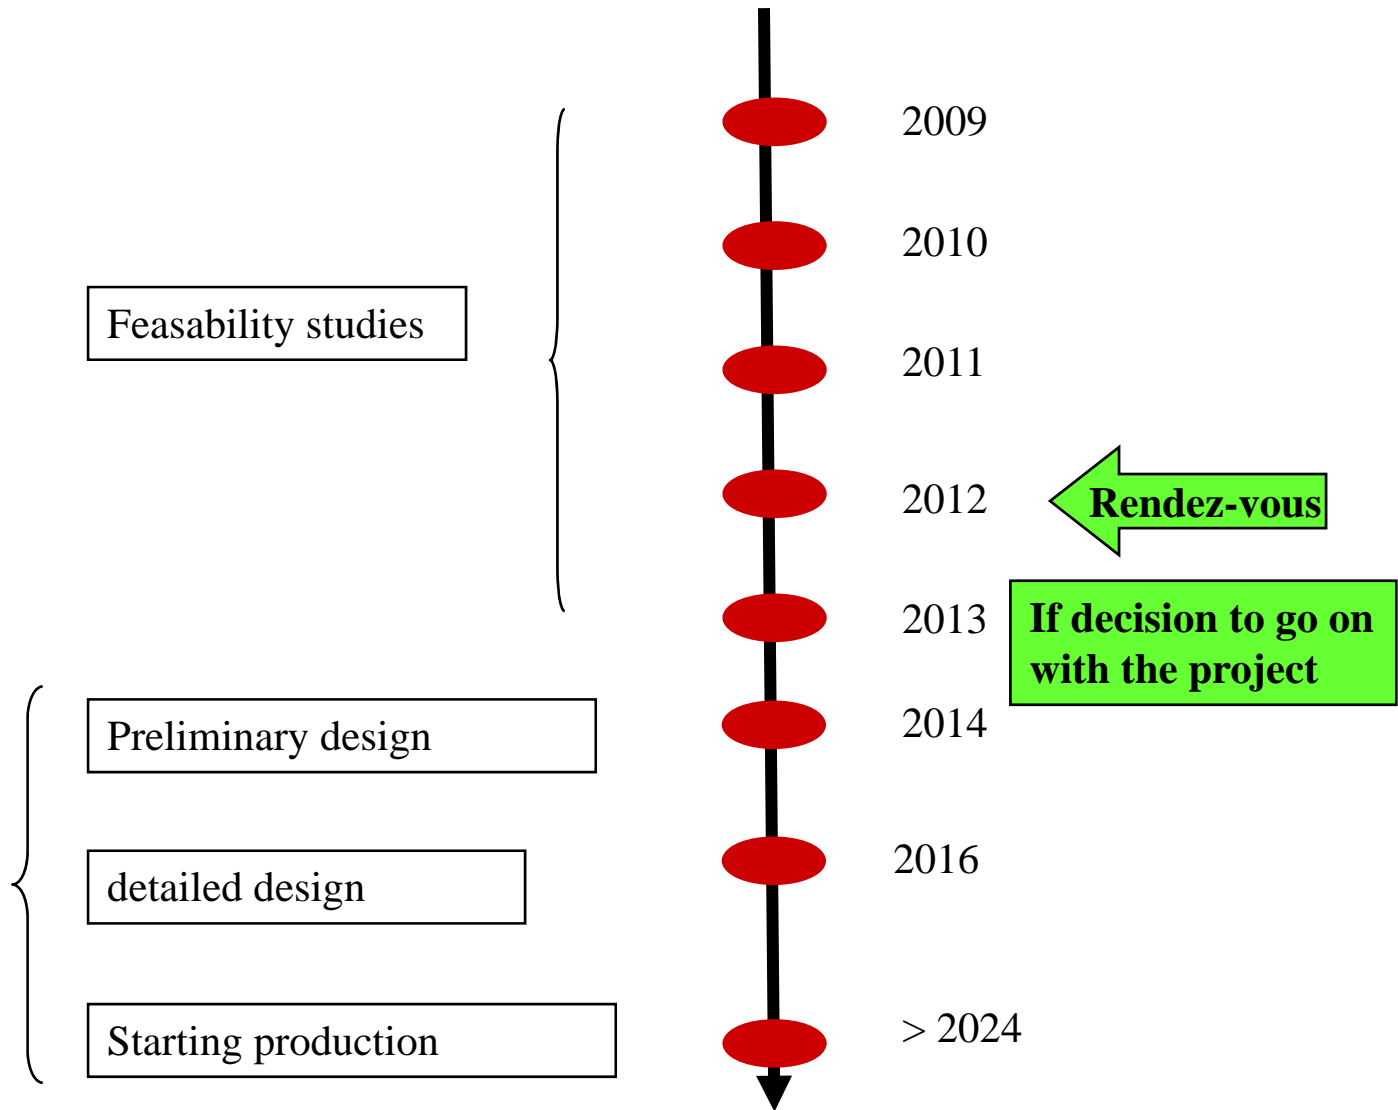 2009
2010
Feasability studies
2011
2012
Rendez-vous
2013
If decision to go on
with the project
Preliminary design
2014
detailed design
2016
Starting production
> 2024